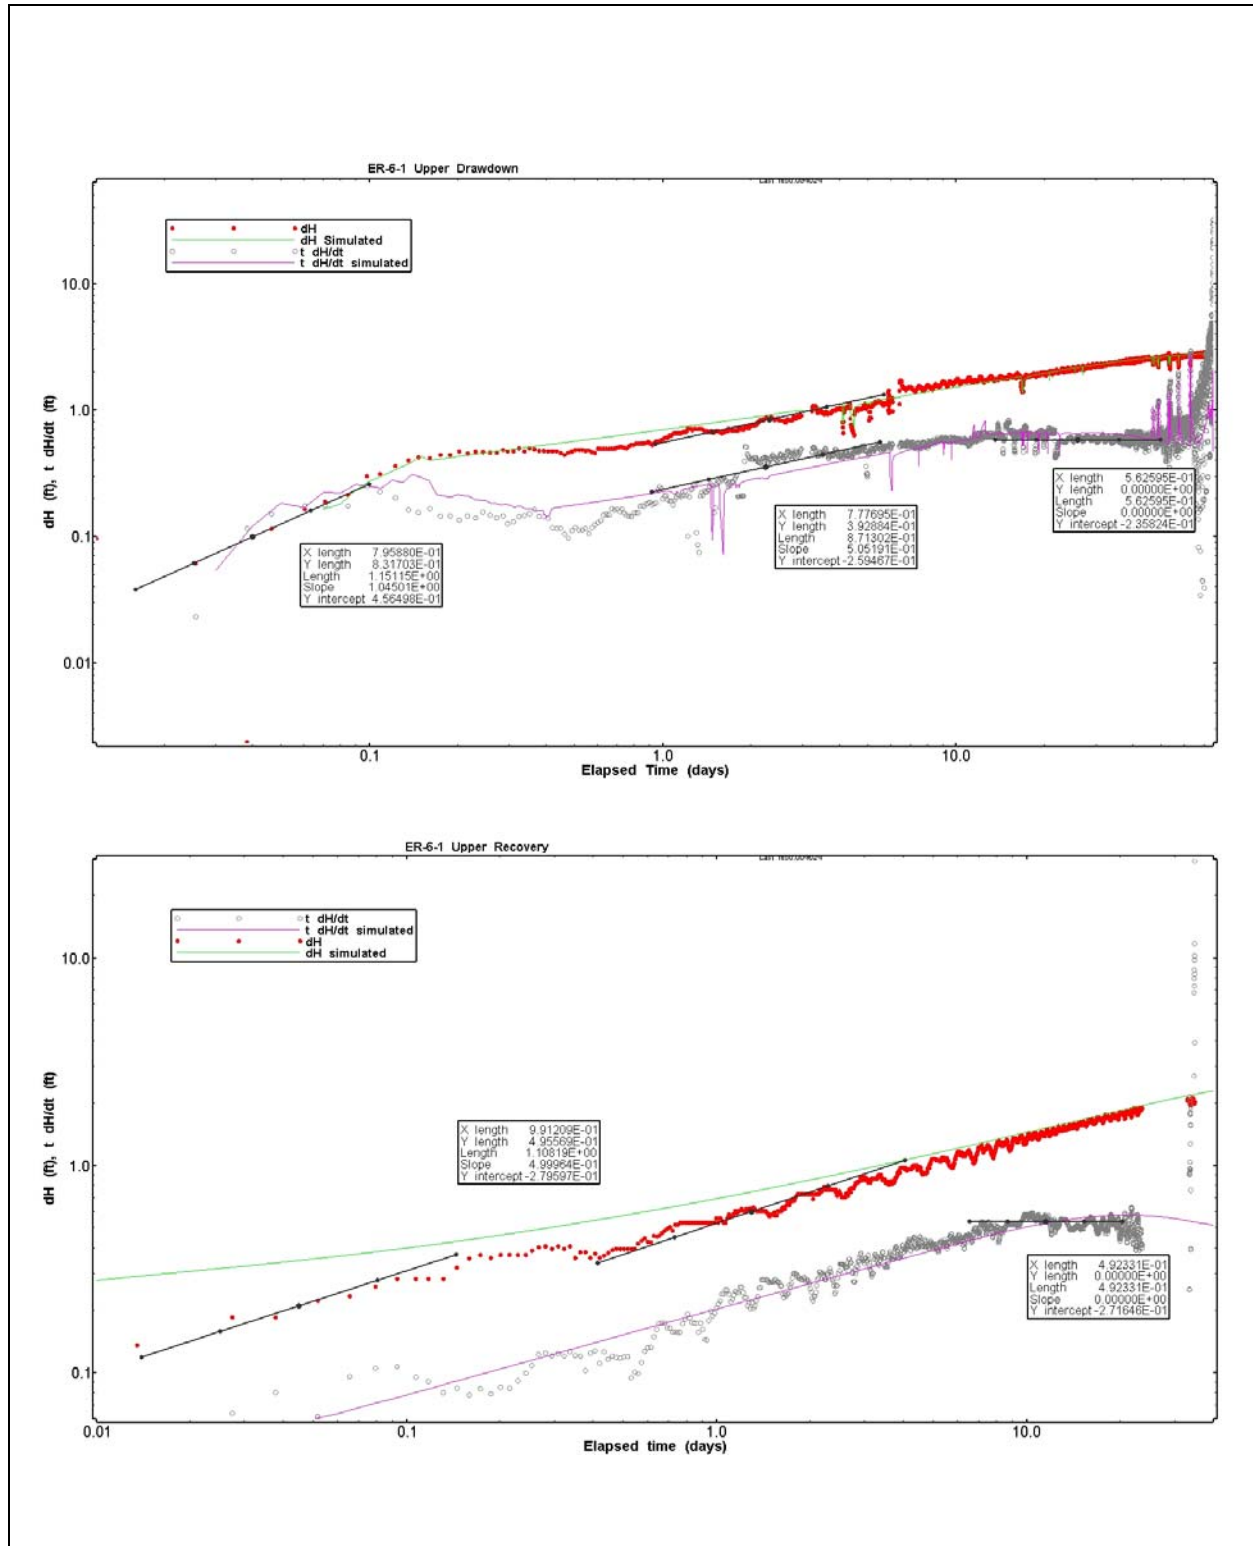 ER-6-1 Upper Drawdown
dH
dH Simulated
t dH/dt
t dH/dt simulated
10.0
1.0
0.1
0.01
dH (ft), t dH/dt (ft)
X length 7.95880E-01
Y length 8.31703E-01
Length 1.15115E+00
Slope 1.04501E+00
Y intercept 4.56498E-01
X length 7.77695E-01
Y length 3.92884E-01
Length 8.71302E-01
Slope 5.05191E-01
Y intercept -2.59467E-01
X length 5.62595E-01
Y length 0.00000E+00
Length 5.62595E-01
Slope 0.00000E+00
Y intercept -2.35824E-01
0.1 1.0 10.0
Elapsed Time (days)
ER-6-1 Upper Recovery
t dH/dt
t dH/dt simulated
dH
dH simulated
10.0
1.0
0.1
dH (ft), t dH/dt (ft)
X length 9.91209E-01
Y length 4.95569E-01
Length 1.10819E+00
Slope 4.99964E-01
Y intercept -2.79597E-01
X length 4.92331E-01
Y length 0.00000E+00
Length 4.92331E-01
Slope 0.00000E+00
Y intercept -2.71646E-01
0.01 0.1 1.0 10.0
Elapsed time (days)